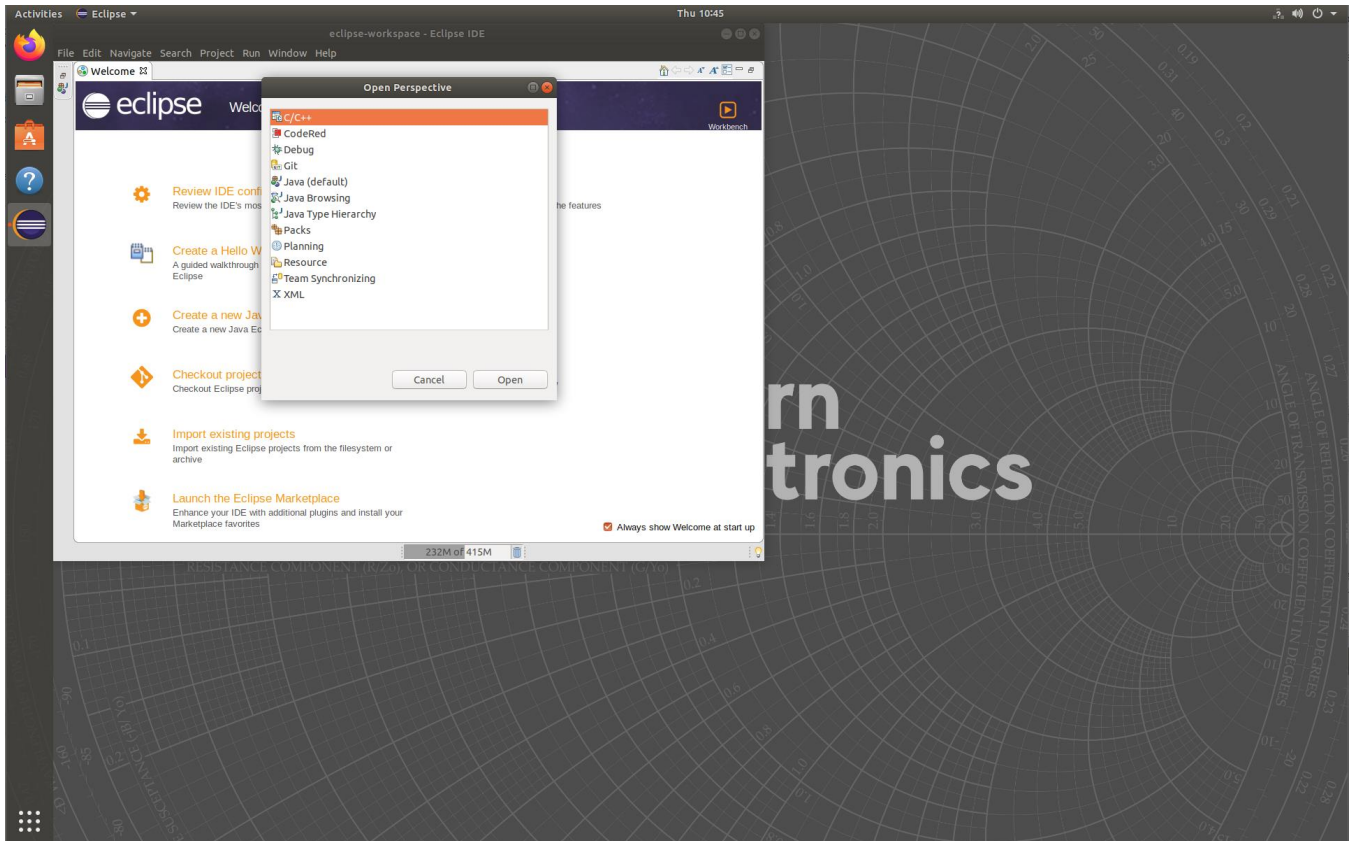 Activities Eclipse Thu 10:45
eclipse-workspace - Eclipse IDE
File Edit Navigate Search Project Run Window Help
Welcome
Open Perspective
eclipse Welco
Workbench
C/C++
CodeRed
Debug
Git
Java (default)
Java Browsing
Java Type Hierarchy
Packs
Planning
Resource
Team Synchronizing
XML
Cancel Open
Review IDE confi
Review the IDE's mos he features
Create a Hello W
A guided walkthrough
Eclipse
Create a new Jav
Create a new Java Ec
Checkout project
Checkout Eclipse proj
Import existing projects
Import existing Eclipse projects from the filesystem or
archive
Launch the Eclipse Marketplace
Enhance your IDE with additional plugins and install your
Marketplace favorites
Always show Welcome at start up
232M of 415M
rn
tronics
RESISTANCE COMPONENT (R/Zo), OR CONDUCTANCE COMPONENT (G/Yo)
ANGLE OF TRANSMISSION COEFFICIENT IN DEGREES
ANGLE OF REFLECTION COEFFICIENT IN DEGREES